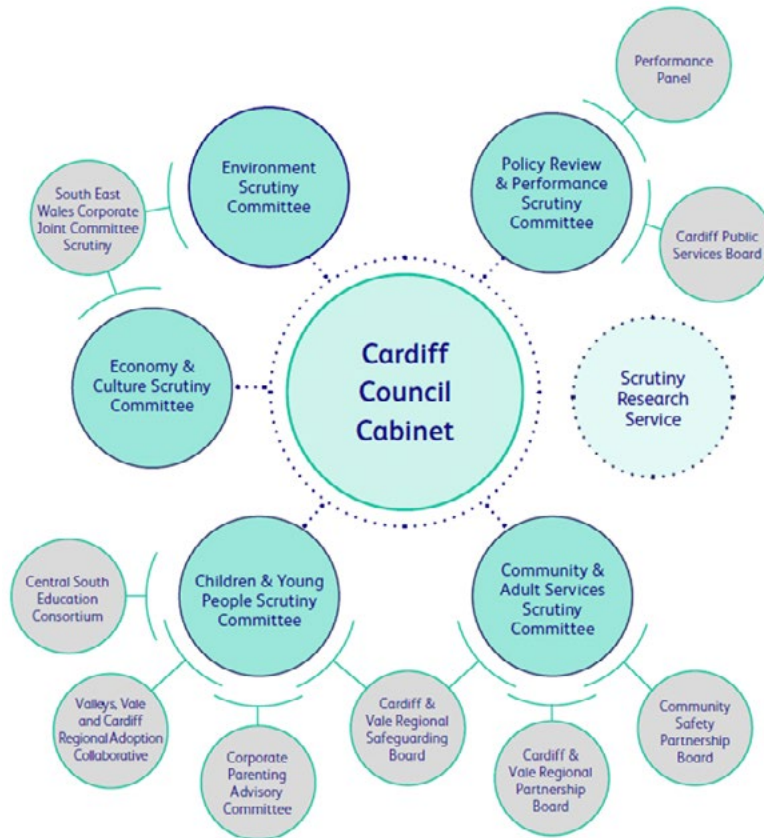 Performance
Panel
Environment
Scrutiny
Committee
Policy Review
& Performance
Scrutiny
Committee
South East
Wales Corporate
Joint Committee
Scrutiny
Cardiff Public
Services Board
Economy &
Culture Scrutiny
Committee
Cardiff
Council
Cabinet
Scrutiny
Research
Service
Central South
Education
Consortium
Children & Young
People Scrutiny
Committee
Community &
Adult Services
Scrutiny
Committee
Valleys, Vale
and Cardiff
Regional Adoption
Collaborative
Corporate
Parenting
Advisory
Committee
Cardiff &
Vale Regional
Safeguarding
Board
Cardiff &
Vale Regional
Partnership
Board
Community
Safety
Partnership
Board